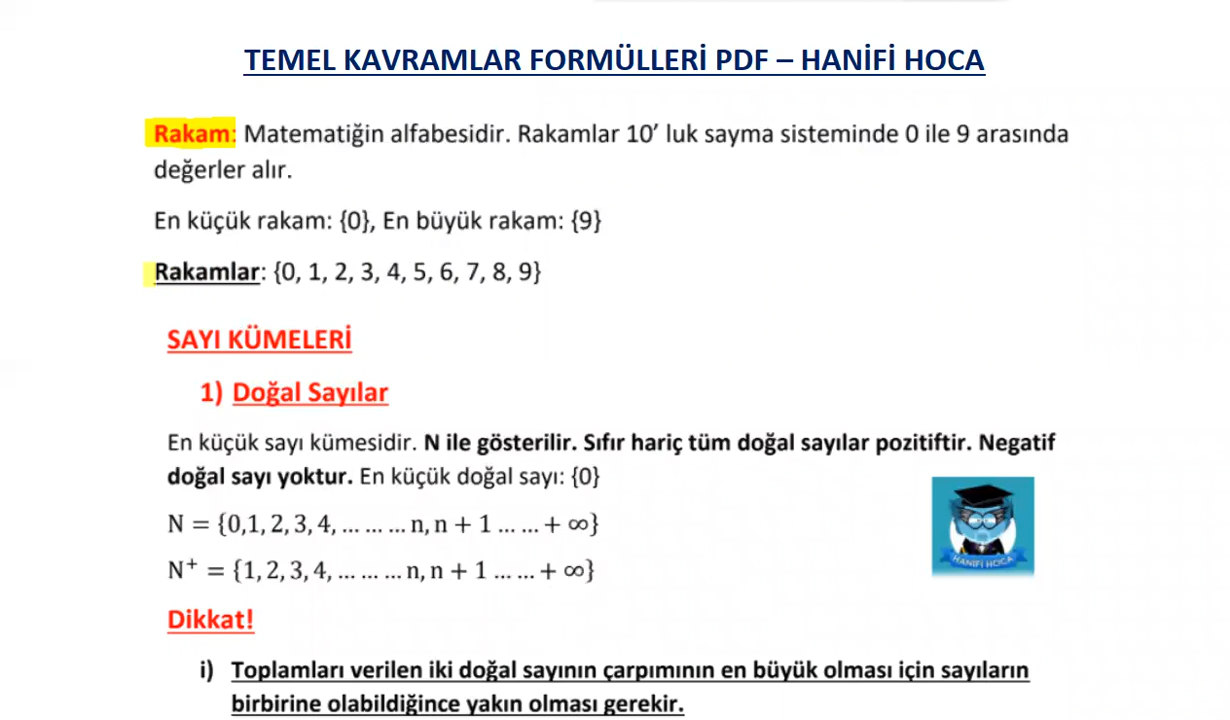 TEMEL KAVRAMLAR FORMÜLLERİ PDF – HANİFİ HOCA
Rakam: Matematiğin alfabesidir. Rakamlar 10’ luk sayma sisteminde 0 ile 9 arasında
değerler alır.
En küçük rakam: {0}, En büyük rakam: {9}
Rakamlar: {0, 1, 2, 3, 4, 5, 6, 7, 8, 9}
SAYI KÜMELERİ
1) Doğal Sayılar
En küçük sayı kümesidir. N ile gösterilir. Sıfır hariç tüm doğal sayılar pozitiftir. Negatif
doğal sayı yoktur. En küçük doğal sayı: {0}
N = {0,1, 2, 3, 4, … … … n, n + 1 … … + ∞}
N⁺ = {1, 2, 3, 4, … … … n, n + 1 … … + ∞}
HANİFİ HOCA
Dikkat!
i) Toplamları verilen iki doğal sayının çarpımının en büyük olması için sayıların
birbirine olabildiğince yakın olması gerekir.